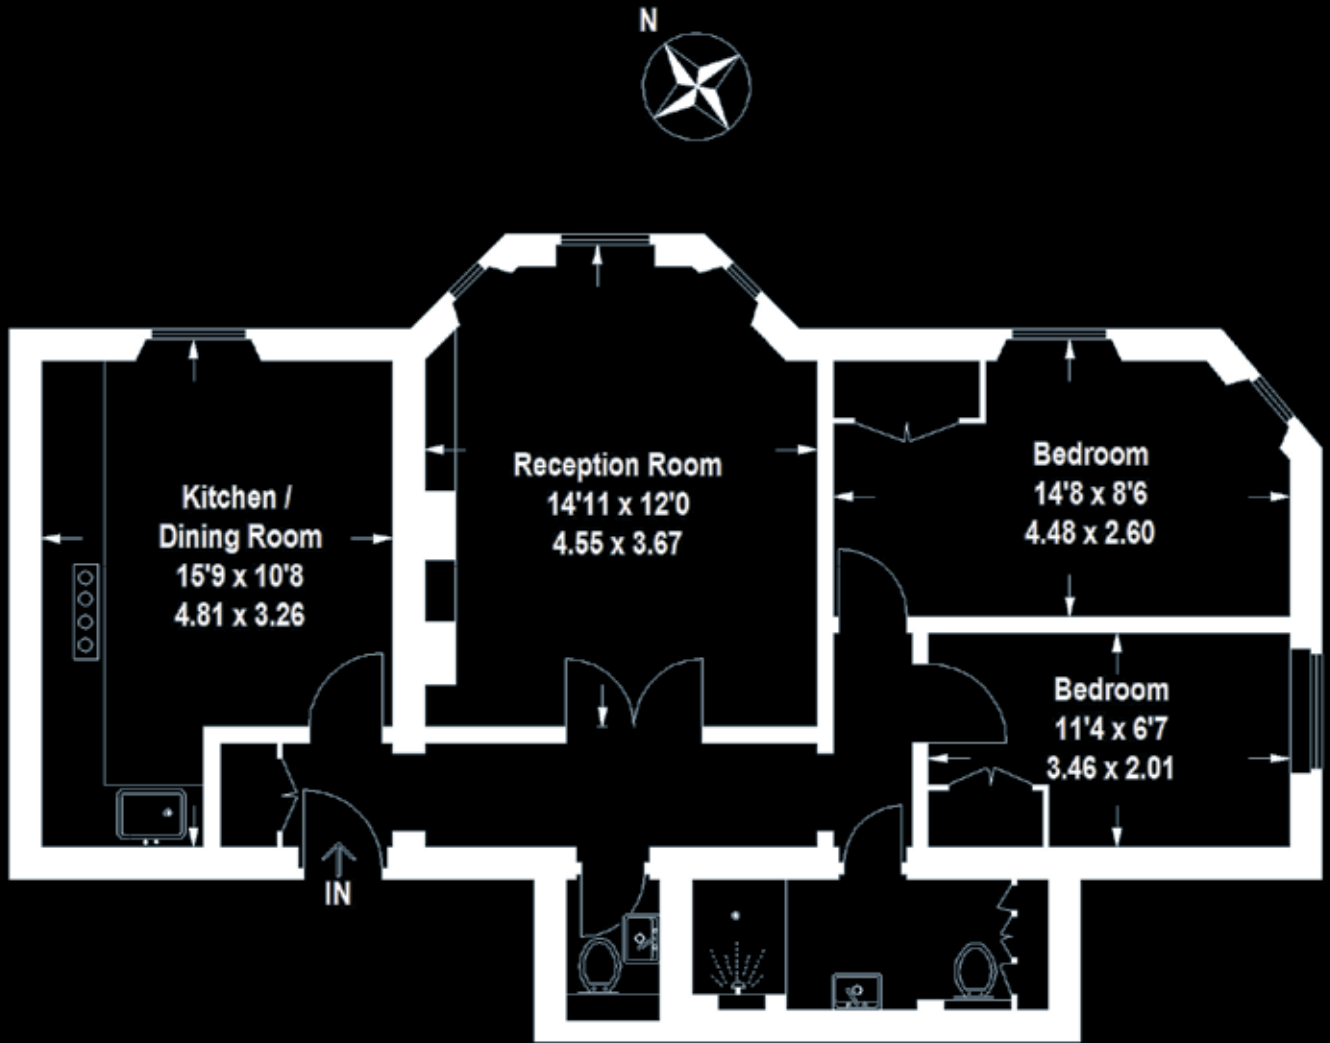 N
Kitchen /
Dining Room
15'9 x 10'8
4.81 x 3.26
Reception Room
14'11 x 12'0
4.55 x 3.67
Bedroom
14'8 x 8'6
4.48 x 2.60
Bedroom
11'4 x 6'7
3.46 x 2.01
IN